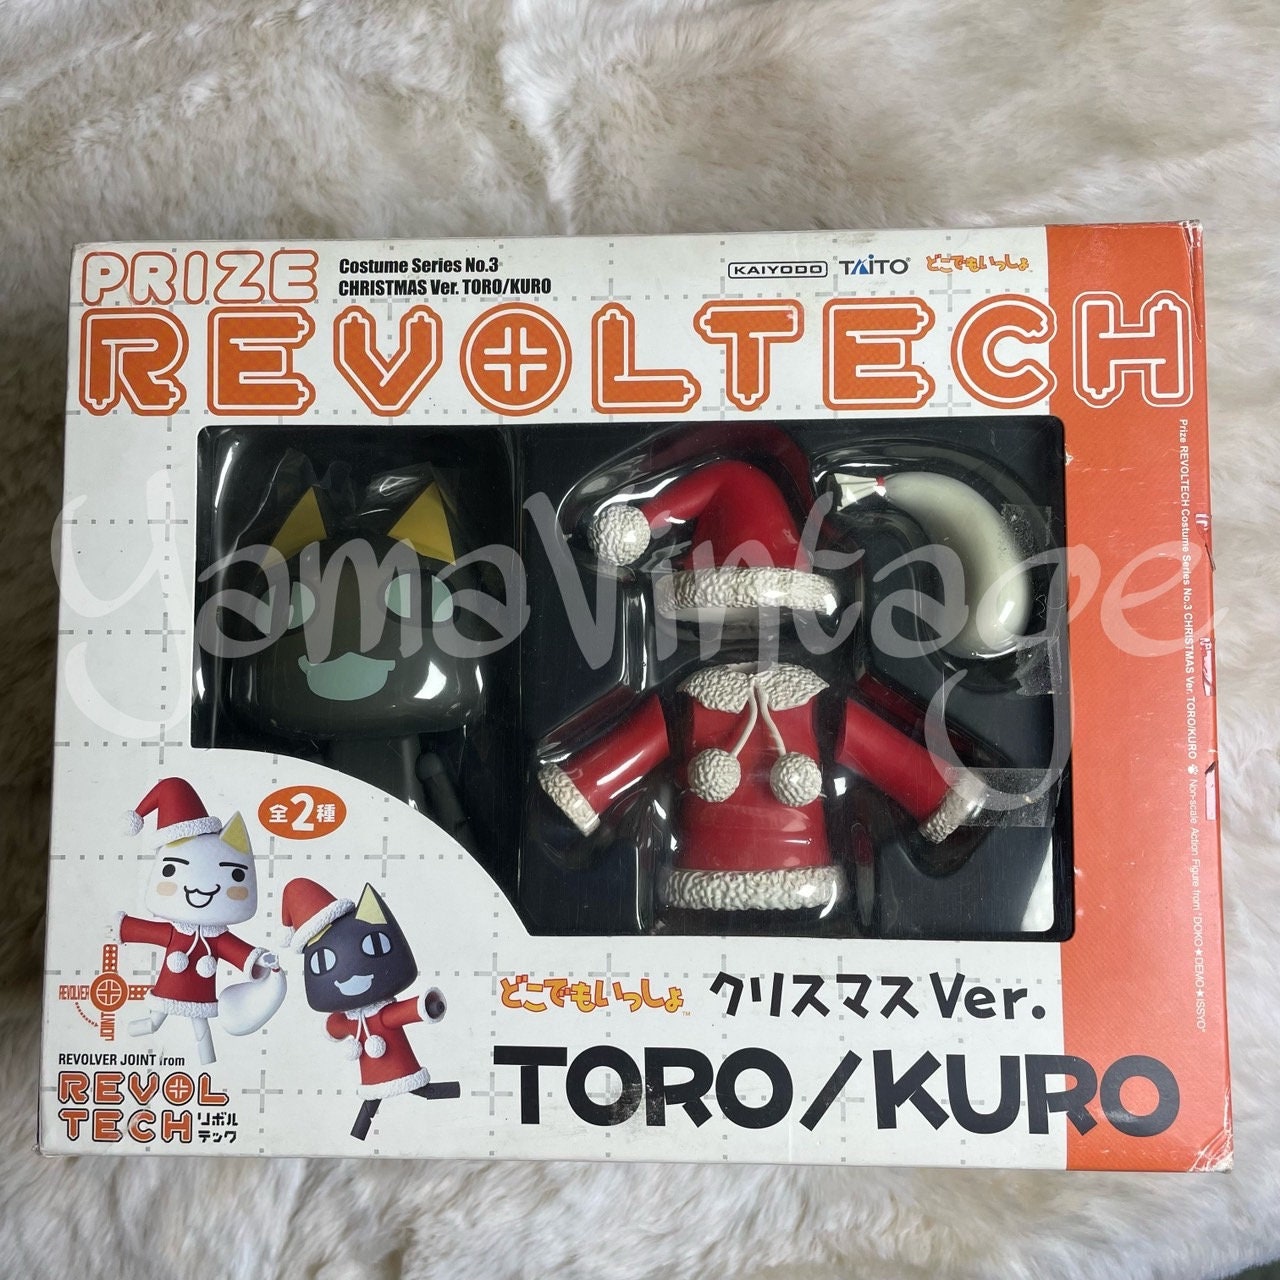 PRIZE
Costume Series No.3
CHRISTMAS Ver. TORO/KURO
KAIYODO
TAITO
どこでもいっしょ
REVOLTECH
Prize REVOLTECH Costume Series No.3 CHRISTMAS Ver. TORO/KURO Non-scale Action Figure from "DOKO★DEMO★ISSYO"
YamaVintage
全2種
REVOLVER
JOINT
REVOLVER JOINT from
REVOL
TECH リボル
テック
どこでもいっしょ™ クリスマスVer.
TORO/KURO